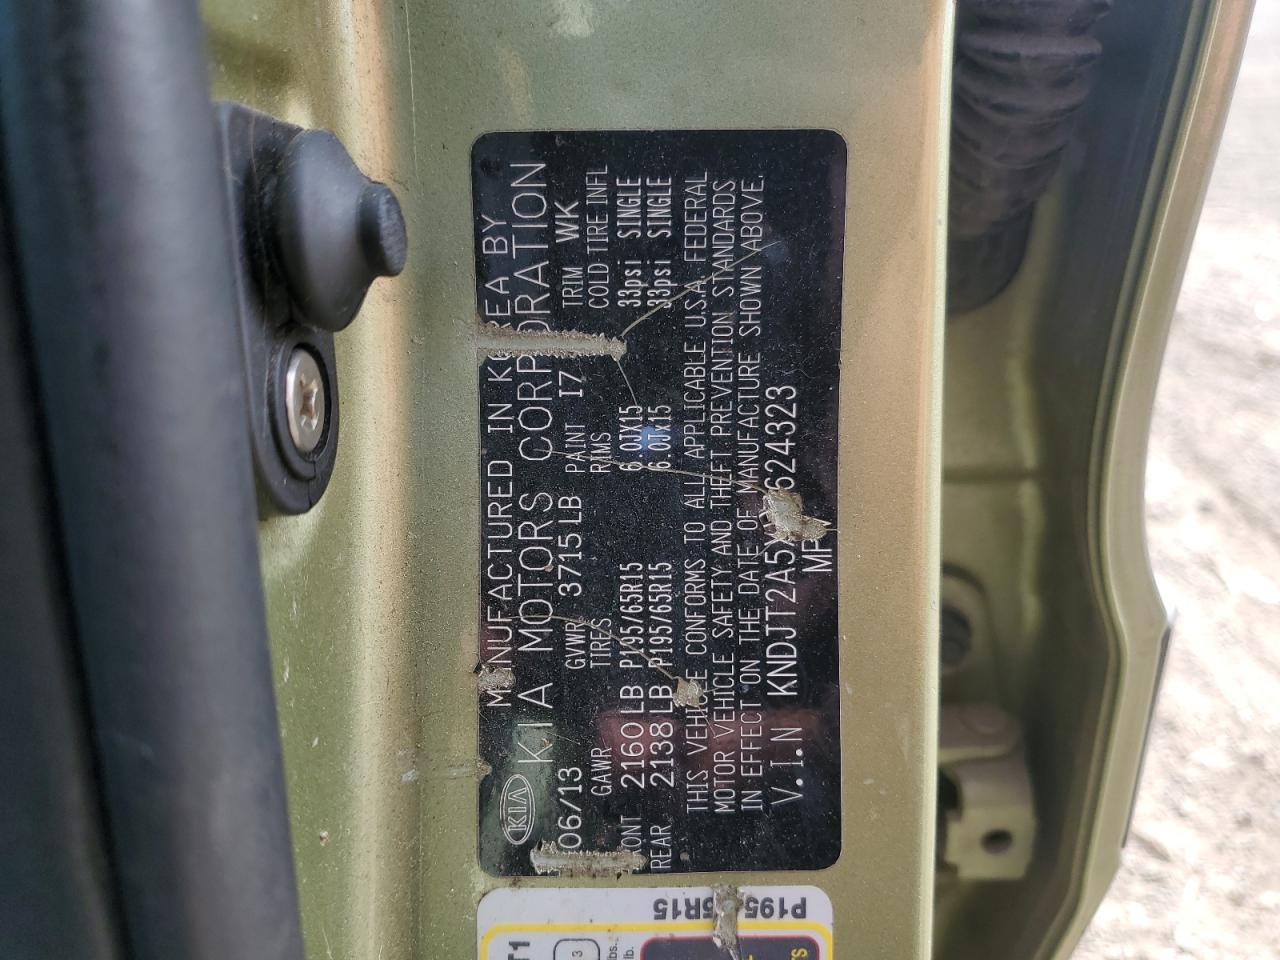 KIA
MANUFACTURED IN KOREA BY
KIA MOTORS CORPORATION
06/13 GVWR 3715LB PAINT I7 TRIM WK
GAWR TIRES RIMS COLD TIRE INFL
2160LB P195/65R15 6.0Jx15 33psi SINGLE
REAR 2138LB P195/65R15 6.0Jx15 33psi SINGLE
THIS VEHICLE CONFORMS TO ALL APPLICABLE U.S.A. FEDERAL
MOTOR VEHICLE SAFETY AND THEFT PREVENTION STANDARDS
IN EFFECT ON THE DATE OF MANUFACTURE SHOWN ABOVE.
V.I.N KNDJT2A5 624323
3
lb.